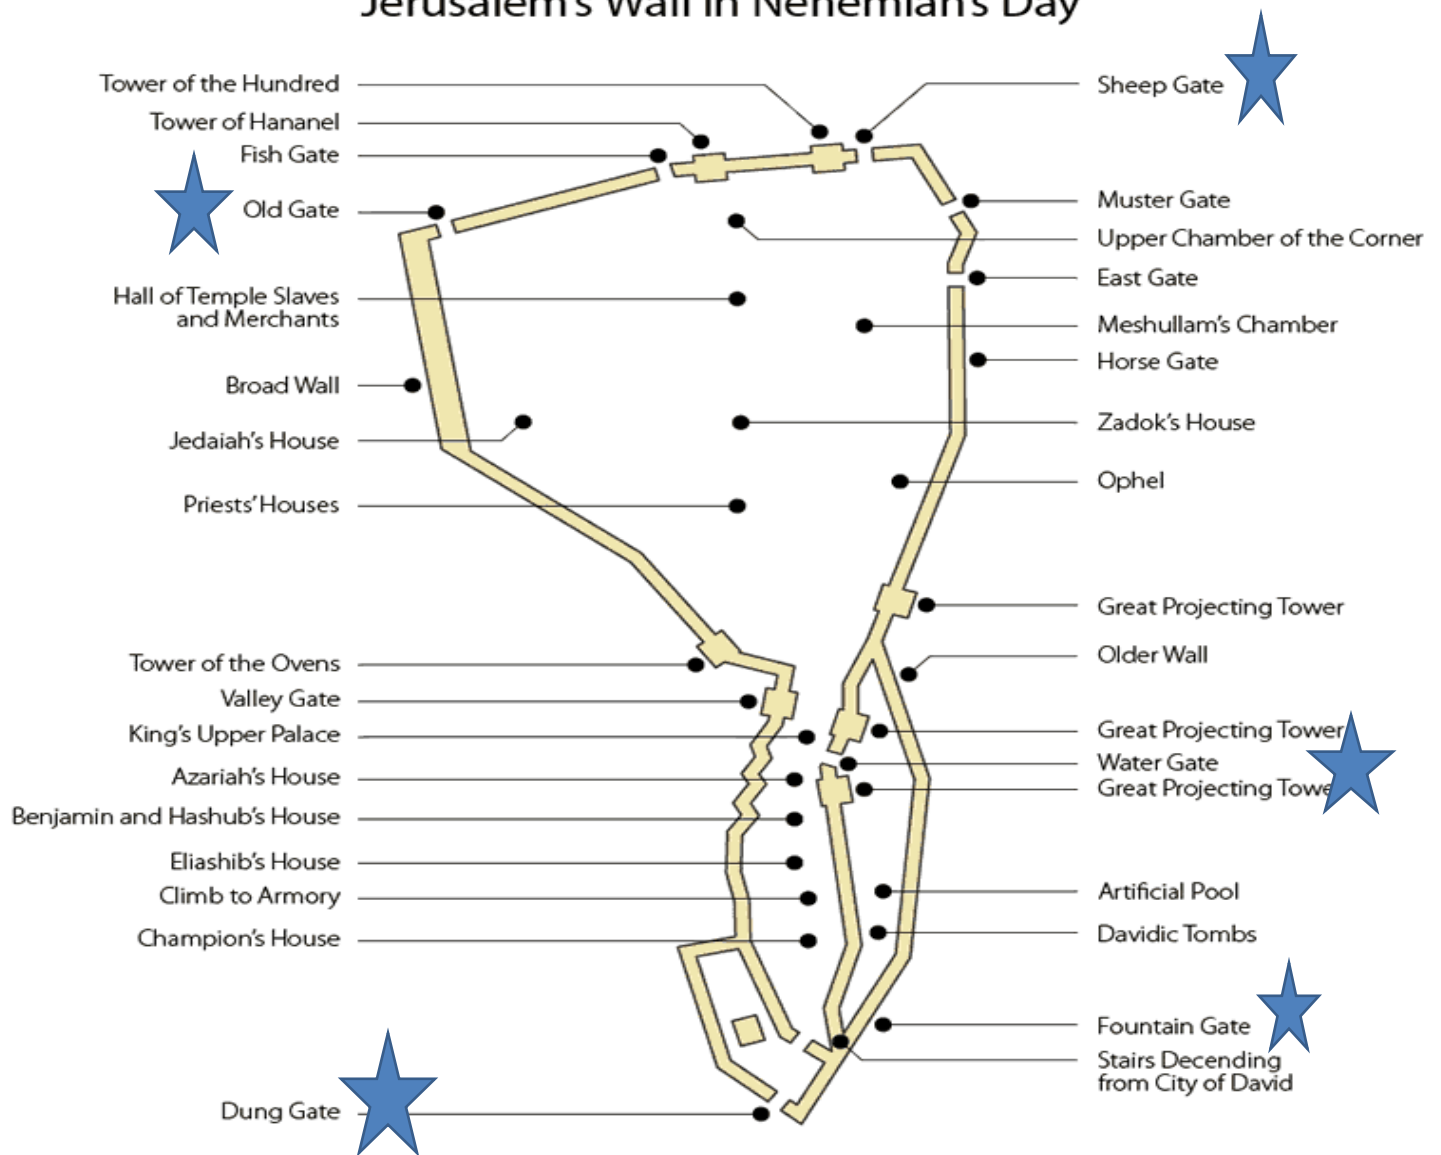 Jerusalem's Wall in Nehemiah's Day
Tower of the Hundred
Tower of Hananel
Fish Gate
Old Gate
Hall of Temple Slaves
and Merchants
Broad Wall
Jedaiah's House
Priests' Houses
Tower of the Ovens
Valley Gate
King's Upper Palace
Azariah's House
Benjamin and Hashub's House
Eliashib's House
Climb to Armory
Champion's House
Dung Gate
Sheep Gate
Muster Gate
Upper Chamber of the Corner
East Gate
Meshullam's Chamber
Horse Gate
Zadok's House
Ophel
Great Projecting Tower
Older Wall
Great Projecting Tower
Water Gate
Great Projecting Tower
Artificial Pool
Davidic Tombs
Fountain Gate
Stairs Decending
from City of David